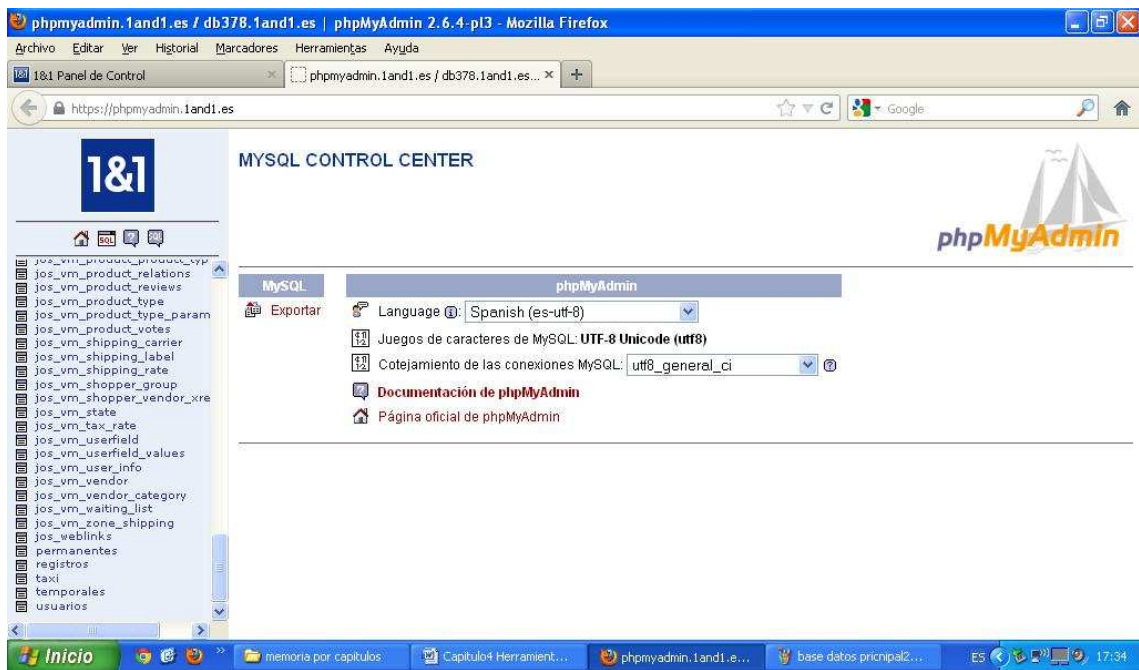 phpmyadmin.1and1.es / db378.1and1.es | phpMyAdmin 2.6.4-pl3 - Mozilla Firefox
Archivo Editar Ver Historial Marcadores Herramientas Ayuda
1&1 Panel de Control
phpmyadmin.1and1.es / db378.1and1.es...
https://phpmyadmin.1and1.es
Google
1&1
SQL
jos_vm_product_product_typ
jos_vm_product_relations
jos_vm_product_reviews
jos_vm_product_type
jos_vm_product_type_param
jos_vm_product_votes
jos_vm_shipping_carrier
jos_vm_shipping_label
jos_vm_shipping_rate
jos_vm_shopper_group
jos_vm_shopper_vendor_xre
jos_vm_state
jos_vm_tax_rate
jos_vm_userfield
jos_vm_userfield_values
jos_vm_user_info
jos_vm_vendor
jos_vm_vendor_category
jos_vm_waiting_list
jos_vm_zone_shipping
jos_weblinks
permanentes
registros
taxi
temporales
usuarios
MYSQL CONTROL CENTER
phpMyAdmin
MySQL
Exportar
phpMyAdmin
Language: Spanish (es-utf-8)
Juegos de caracteres de MySQL: UTF-8 Unicode (utf8)
Cotejamiento de las conexiones MySQL: utf8_general_ci
Documentación de phpMyAdmin
Página oficial de phpMyAdmin
Inicio
memoria por capitulos
Capitulo4 Herramient...
phpmyadmin.1and1.e...
base datos pricnipal2...
ES
17:34